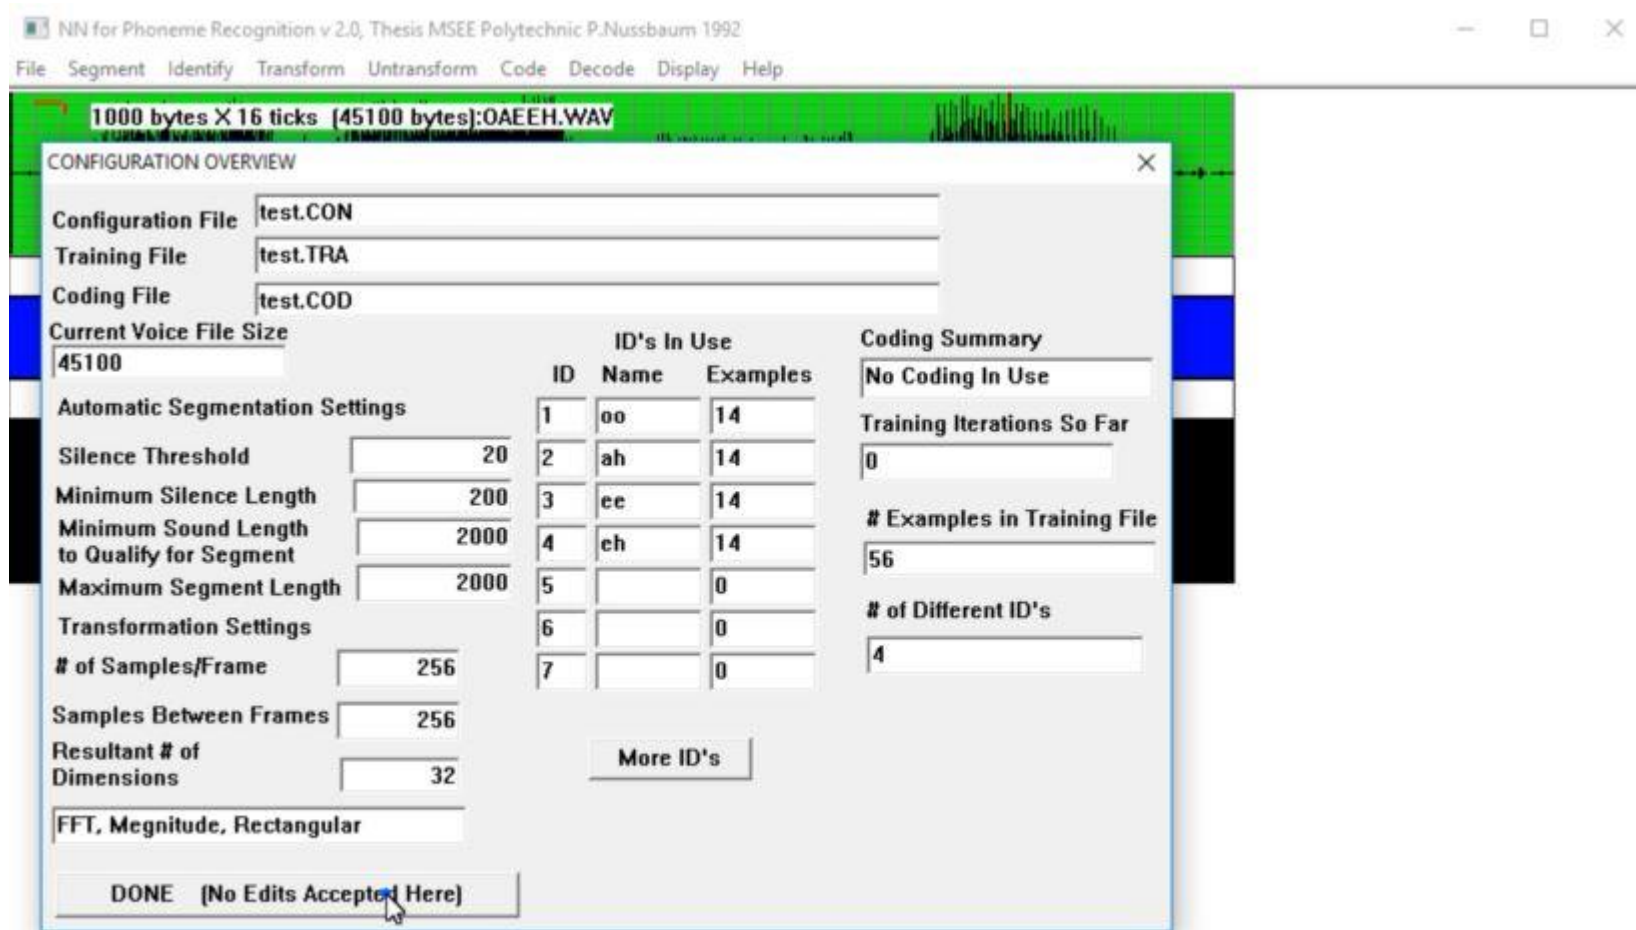 NN for Phoneme Recognition v 2.0, Thesis MSEE Polytechnic P.Nussbaum 1992
File Segment Identify Transform Untransform Code Decode Display Help
1000 bytes X 16 ticks (45100 bytes):OAEEH.WAV
CONFIGURATION OVERVIEW
Configuration File test.CON
Training File test.TRA
Coding File test.COD
Current Voice File Size
45100
Automatic Segmentation Settings
Silence Threshold 20
Minimum Silence Length 200
Minimum Sound Length
to Qualify for Segment 2000
Maximum Segment Length 2000
Transformation Settings
# of Samples/Frame 256
Samples Between Frames 256
Resultant # of
Dimensions 32
FFT, Megnitude, Rectangular
DONE (No Edits Accepted Here)
ID's In Use
ID Name Examples
1 oo 14
2 ah 14
3 ee 14
4 eh 14
5 0
6 0
7 0
More ID's
Coding Summary
No Coding In Use
Training Iterations So Far
0
# Examples in Training File
56
# of Different ID's
4